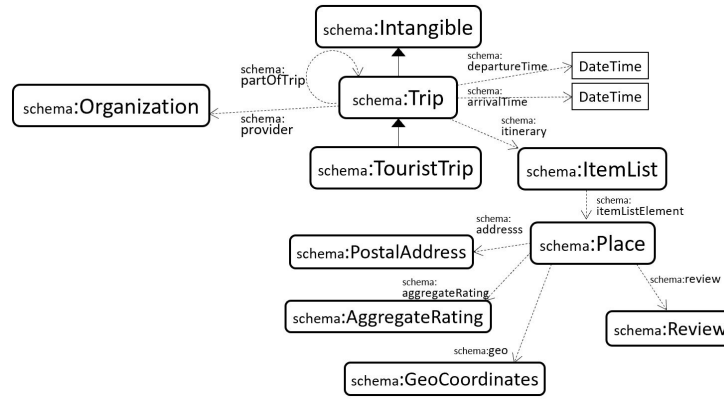 schema:Intangible
schema:
partOfTrip
schema:
departureTime
DateTime
schema:Trip
schema:
arrivalTime
DateTime
schema:Organization
schema:
provider
schema:
itinerary
schema:TouristTrip
schema:ItemList
schema:
itemListElement
schema:
addresss
schema:Place
schema:PostalAddress
schema:
aggregateRating
schema:review
schema:AggregateRating
schema:Review
schema:geo
schema:GeoCoordinates